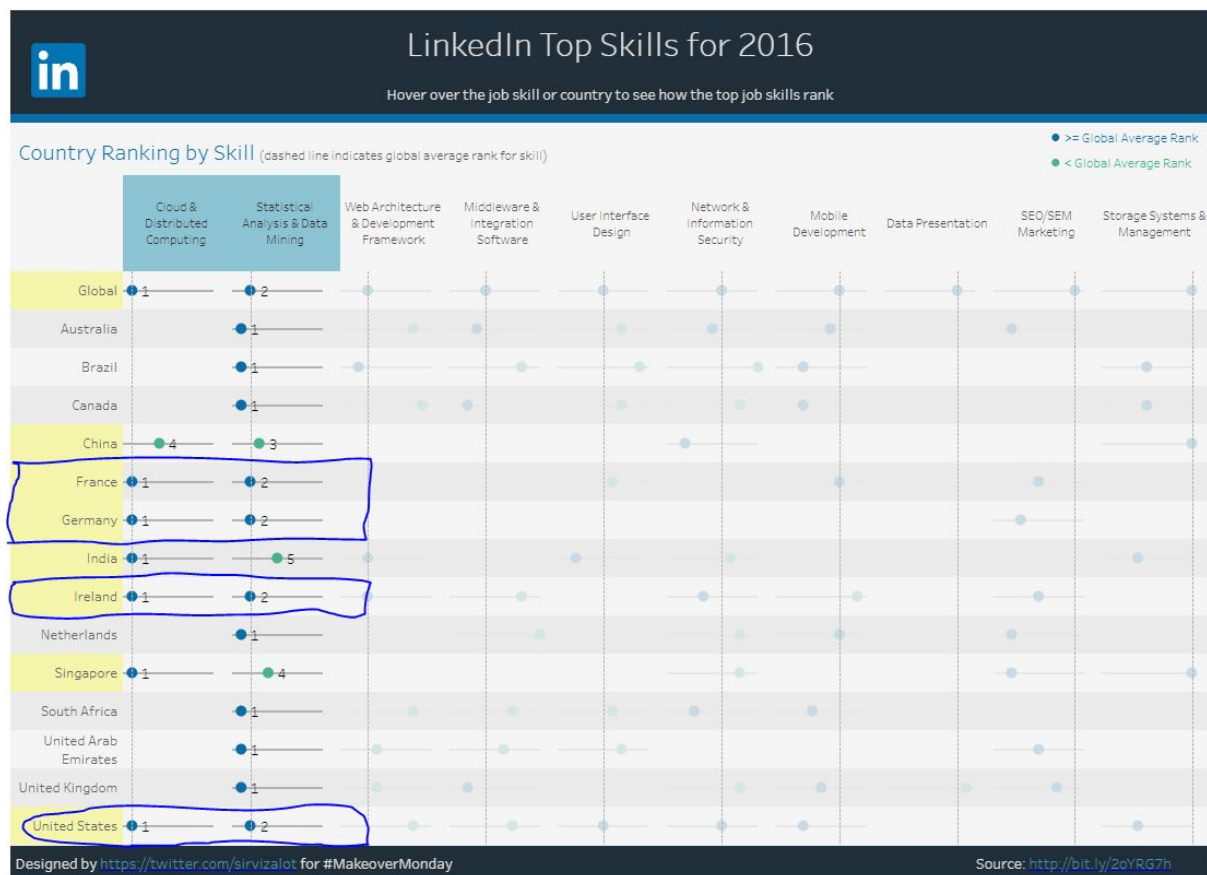 in
LinkedIn Top Skills for 2016
Hover over the job skill or country to see how the top job skills rank
>= Global Average Rank
Country Ranking by Skill (dashed line indicates global average rank for skill)
< Global Average Rank
Cloud &
Distributed
Computing
Statistical
Analysis & Data
Mining
Web Architecture
& Development
Framework
Middleware &
Integration
Software
User Interface
Design
Network &
Information
Security
Mobile
Development
Data Presentation
SEO/SEM
Marketing
Storage Systems &
Management
Global 1 2
Australia 1
Brazil 1
Canada 1
China 4 3
France 1 2
Germany 1 2
India 1 5
Ireland 1 2
Netherlands 1
Singapore 1 4
South Africa 1
United Arab
Emirates 1
United Kingdom 1
United States 1 2
Designed by https://twitter.com/sirvizalot for #MakeoverMonday
Source: http://bit.ly/2oYRG7h